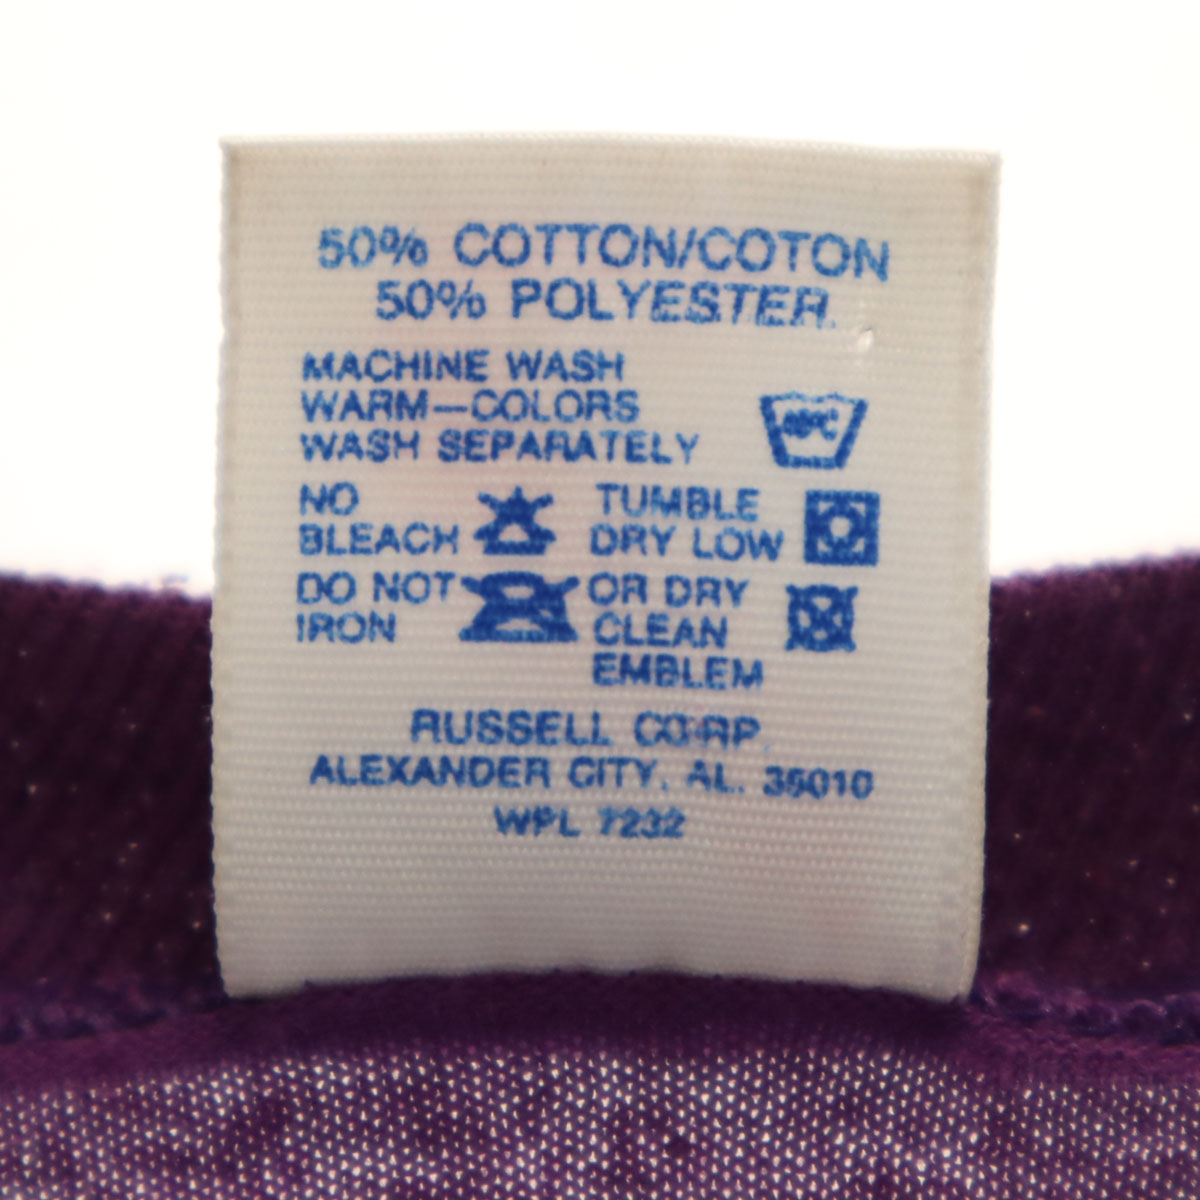 50% COTTON/COTON
50% POLYESTER.
MACHINE WASH
WARM—COLORS
WASH SEPARATELY
40°C
NO
BLEACH
TUMBLE
DRY LOW
DO NOT
IRON
OR DRY
CLEAN
EMBLEM
RUSSELL CORP.
ALEXANDER CITY, AL. 35010
WPL 7232